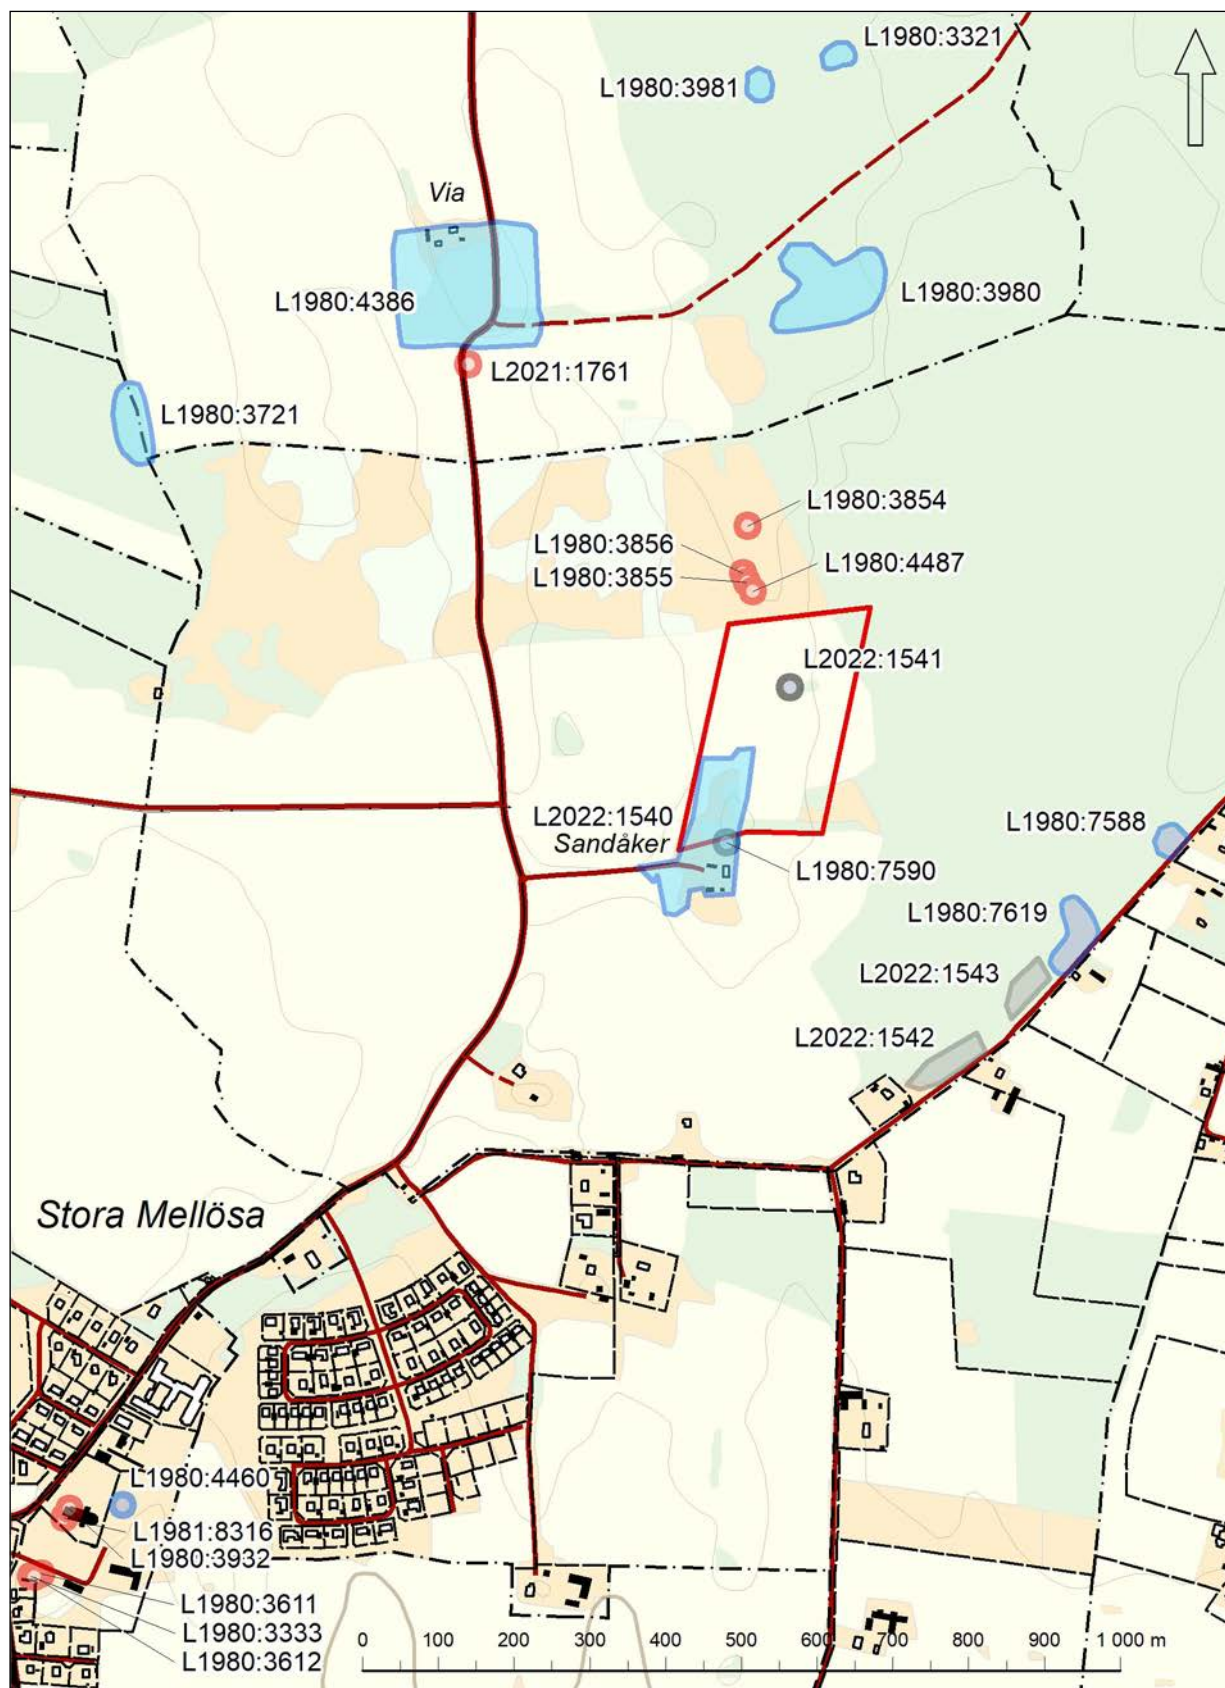 L1980:3321
L1980:3981
Via
L1980:4386
L1980:3980
L2021:1761
L1980:3721
L1980:3854
L1980:3856
L1980:4487
L1980:3855
L2022:1541
L2022:1540
Sandåker
L1980:7588
L1980:7590
L1980:7619
L2022:1543
L2022:1542
Stora Mellösa
L1980:4460
L1981:8316
L1980:3932
L1980:3611
L1980:3333
L1980:3612
0 100 200 300 400 500 600 700 800 900 1 000 m